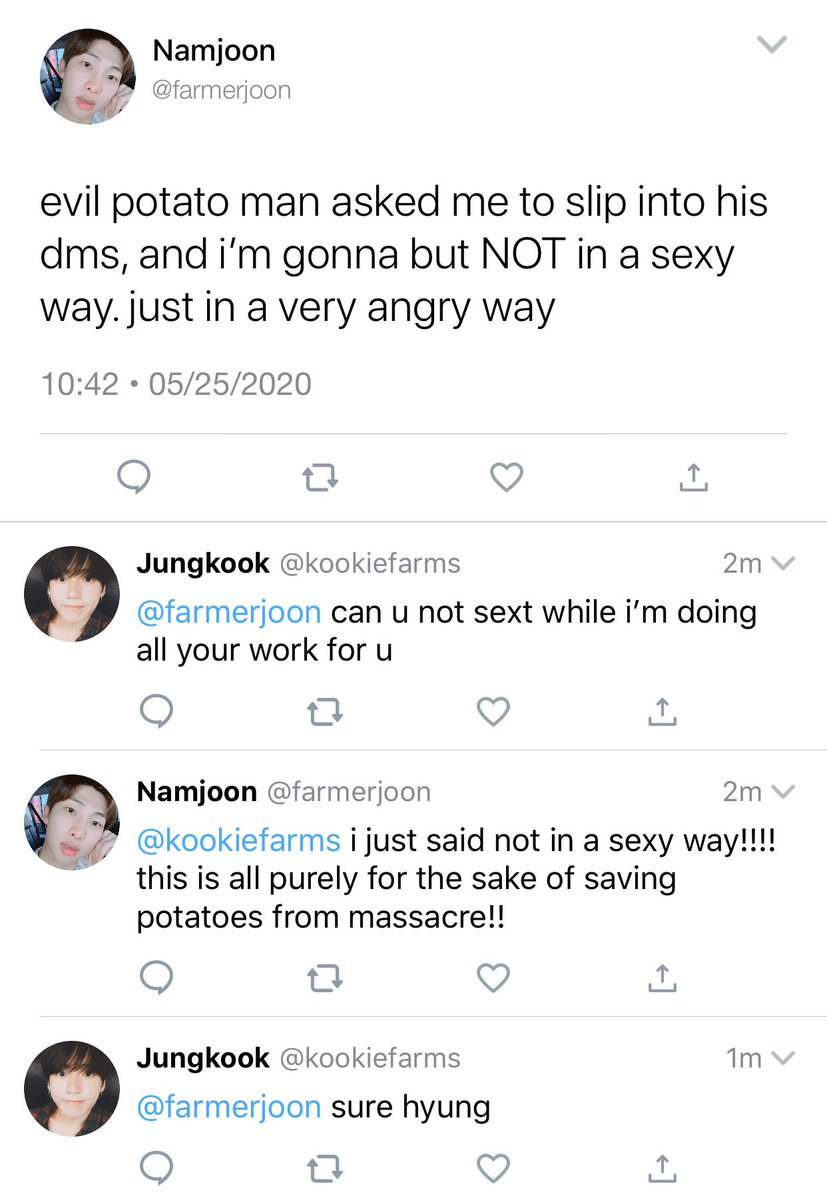 Namjoon
@farmerjoon
evil potato man asked me to slip into his
dms, and i’m gonna but NOT in a sexy
way. just in a very angry way
10:42 • 05/25/2020
Jungkook @kookiefarms 2m
@farmerjoon can u not sext while i’m doing
all your work for u
Namjoon @farmerjoon 2m
@kookiefarms i just said not in a sexy way!!!!
this is all purely for the sake of saving
potatoes from massacre!!
Jungkook @kookiefarms 1m
@farmerjoon sure hyung